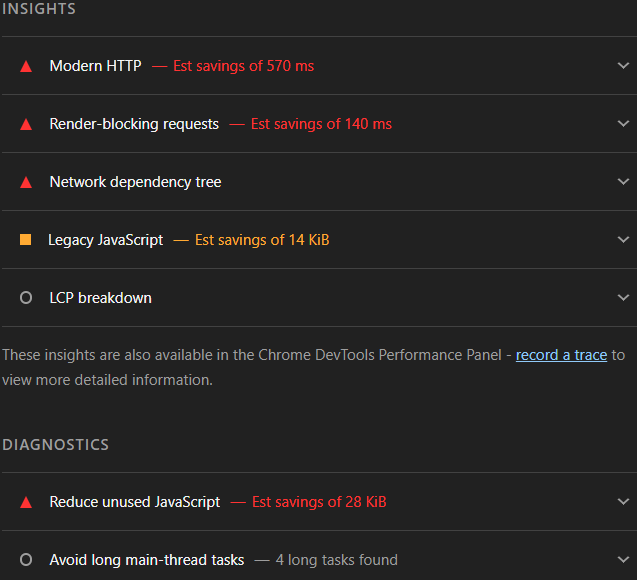 INSIGHTS
Modern HTTP — Est savings of 570 ms
Render-blocking requests — Est savings of 140 ms
Network dependency tree
Legacy JavaScript — Est savings of 14 KiB
LCP breakdown
These insights are also available in the Chrome DevTools Performance Panel - record a trace to
view more detailed information.
DIAGNOSTICS
Reduce unused JavaScript — Est savings of 28 KiB
Avoid long main-thread tasks — 4 long tasks found